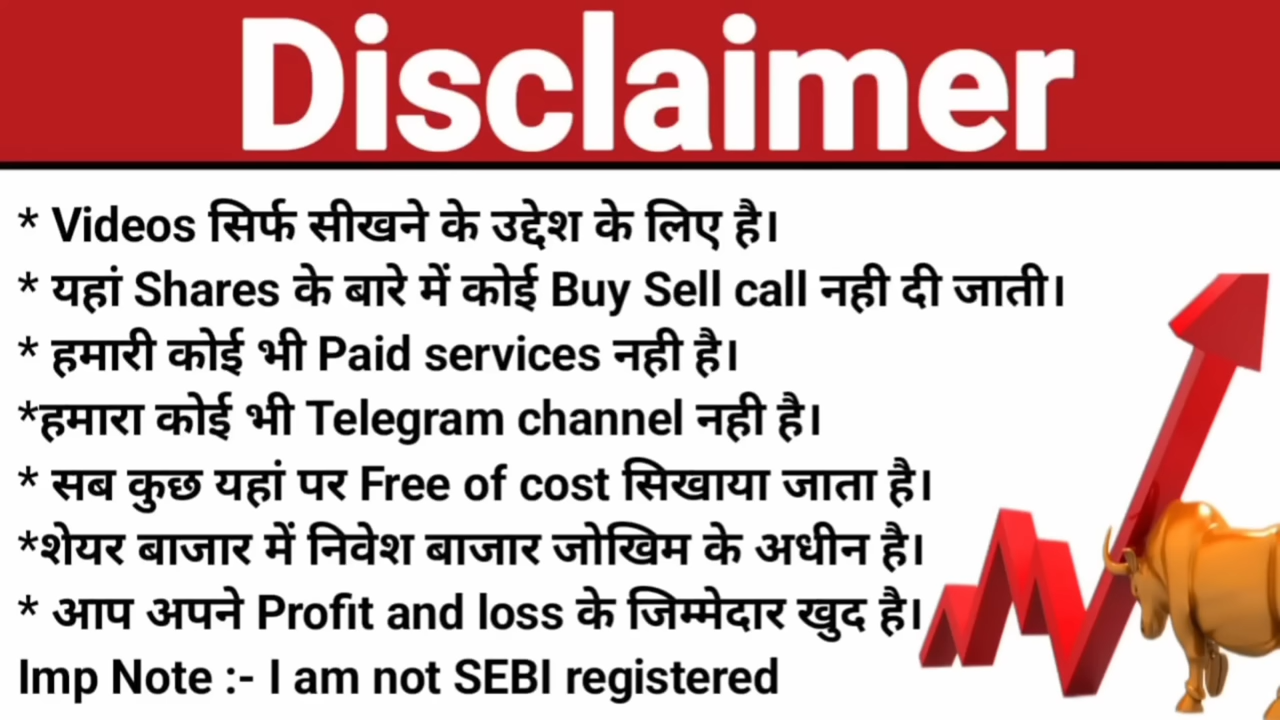 Disclaimer
* Videos सिर्फ सीखने के उद्देश के लिए है।
* यहां Shares के बारे में कोई Buy Sell call नही दी जाती।
* हमारी कोई भी Paid services नही है।
*हमारा कोई भी Telegram channel नही है।
* सब कुछ यहां पर Free of cost सिखाया जाता है।
*शेयर बाजार में निवेश बाजार जोखिम के अधीन है।
* आप अपने Profit and loss के जिम्मेदार खुद है।
Imp Note :- I am not SEBI registered